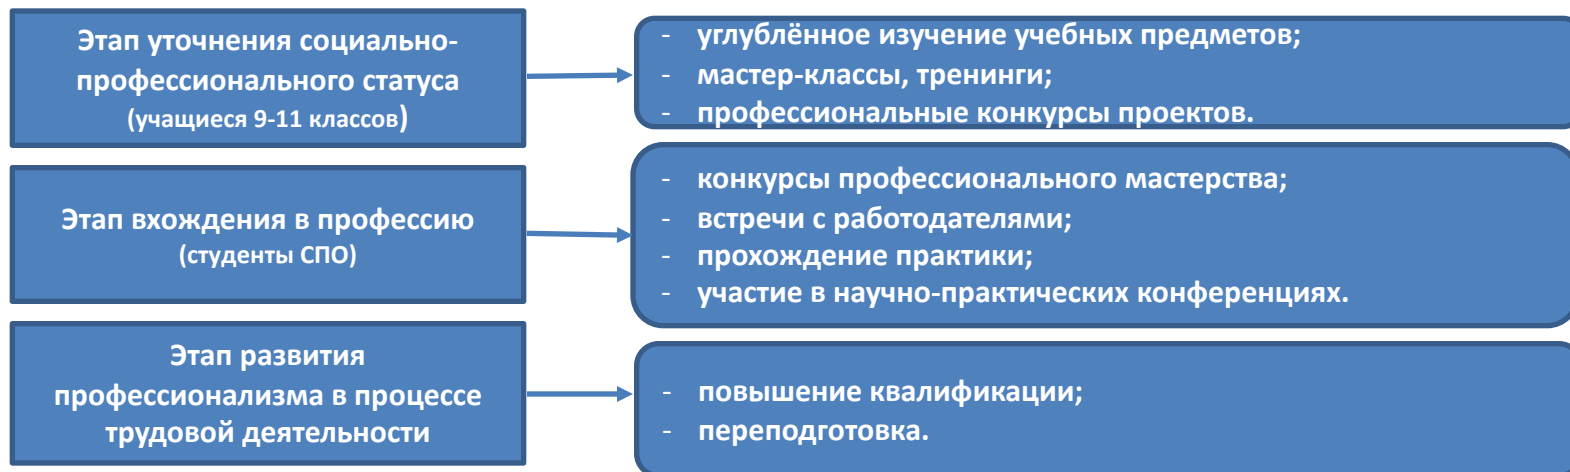 Этап уточнения социально-
профессионального статуса
(учащиеся 9-11 классов)
- углублённое изучение учебных предметов;
- мастер-классы, тренинги;
- профессиональные конкурсы проектов.
Этап вхождения в профессию
(студенты СПО)
- конкурсы профессионального мастерства;
- встречи с работодателями;
- прохождение практики;
- участие в научно-практических конференциях.
Этап развития
профессионализма в процессе
трудовой деятельности
- повышение квалификации;
- переподготовка.